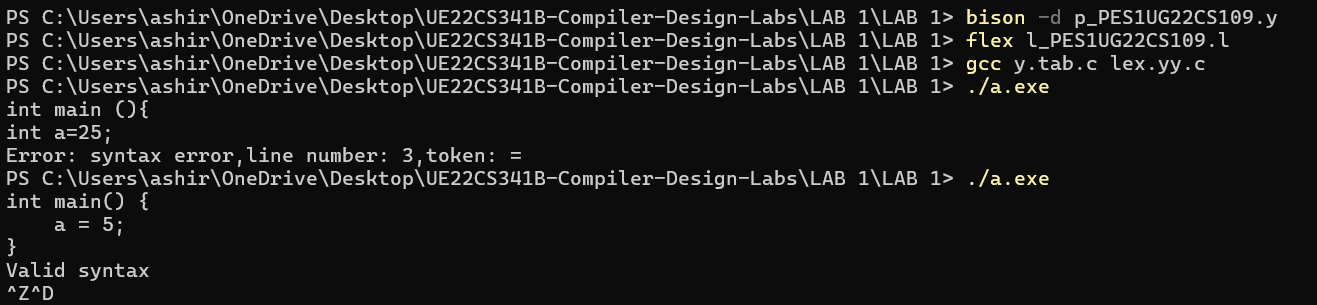 PS C:\Users\ashir\OneDrive\Desktop\UE22CS341B-Compiler-Design-Labs\LAB 1\LAB 1> bison -d p_PES1UG22CS109.y
PS C:\Users\ashir\OneDrive\Desktop\UE22CS341B-Compiler-Design-Labs\LAB 1\LAB 1> flex l_PES1UG22CS109.l
PS C:\Users\ashir\OneDrive\Desktop\UE22CS341B-Compiler-Design-Labs\LAB 1\LAB 1> gcc y.tab.c lex.yy.c
PS C:\Users\ashir\OneDrive\Desktop\UE22CS341B-Compiler-Design-Labs\LAB 1\LAB 1> ./a.exe
int main (){
int a=25;
Error: syntax error,line number: 3,token: =
PS C:\Users\ashir\OneDrive\Desktop\UE22CS341B-Compiler-Design-Labs\LAB 1\LAB 1> ./a.exe
int main() {
    a = 5;
}
Valid syntax
^Z^D